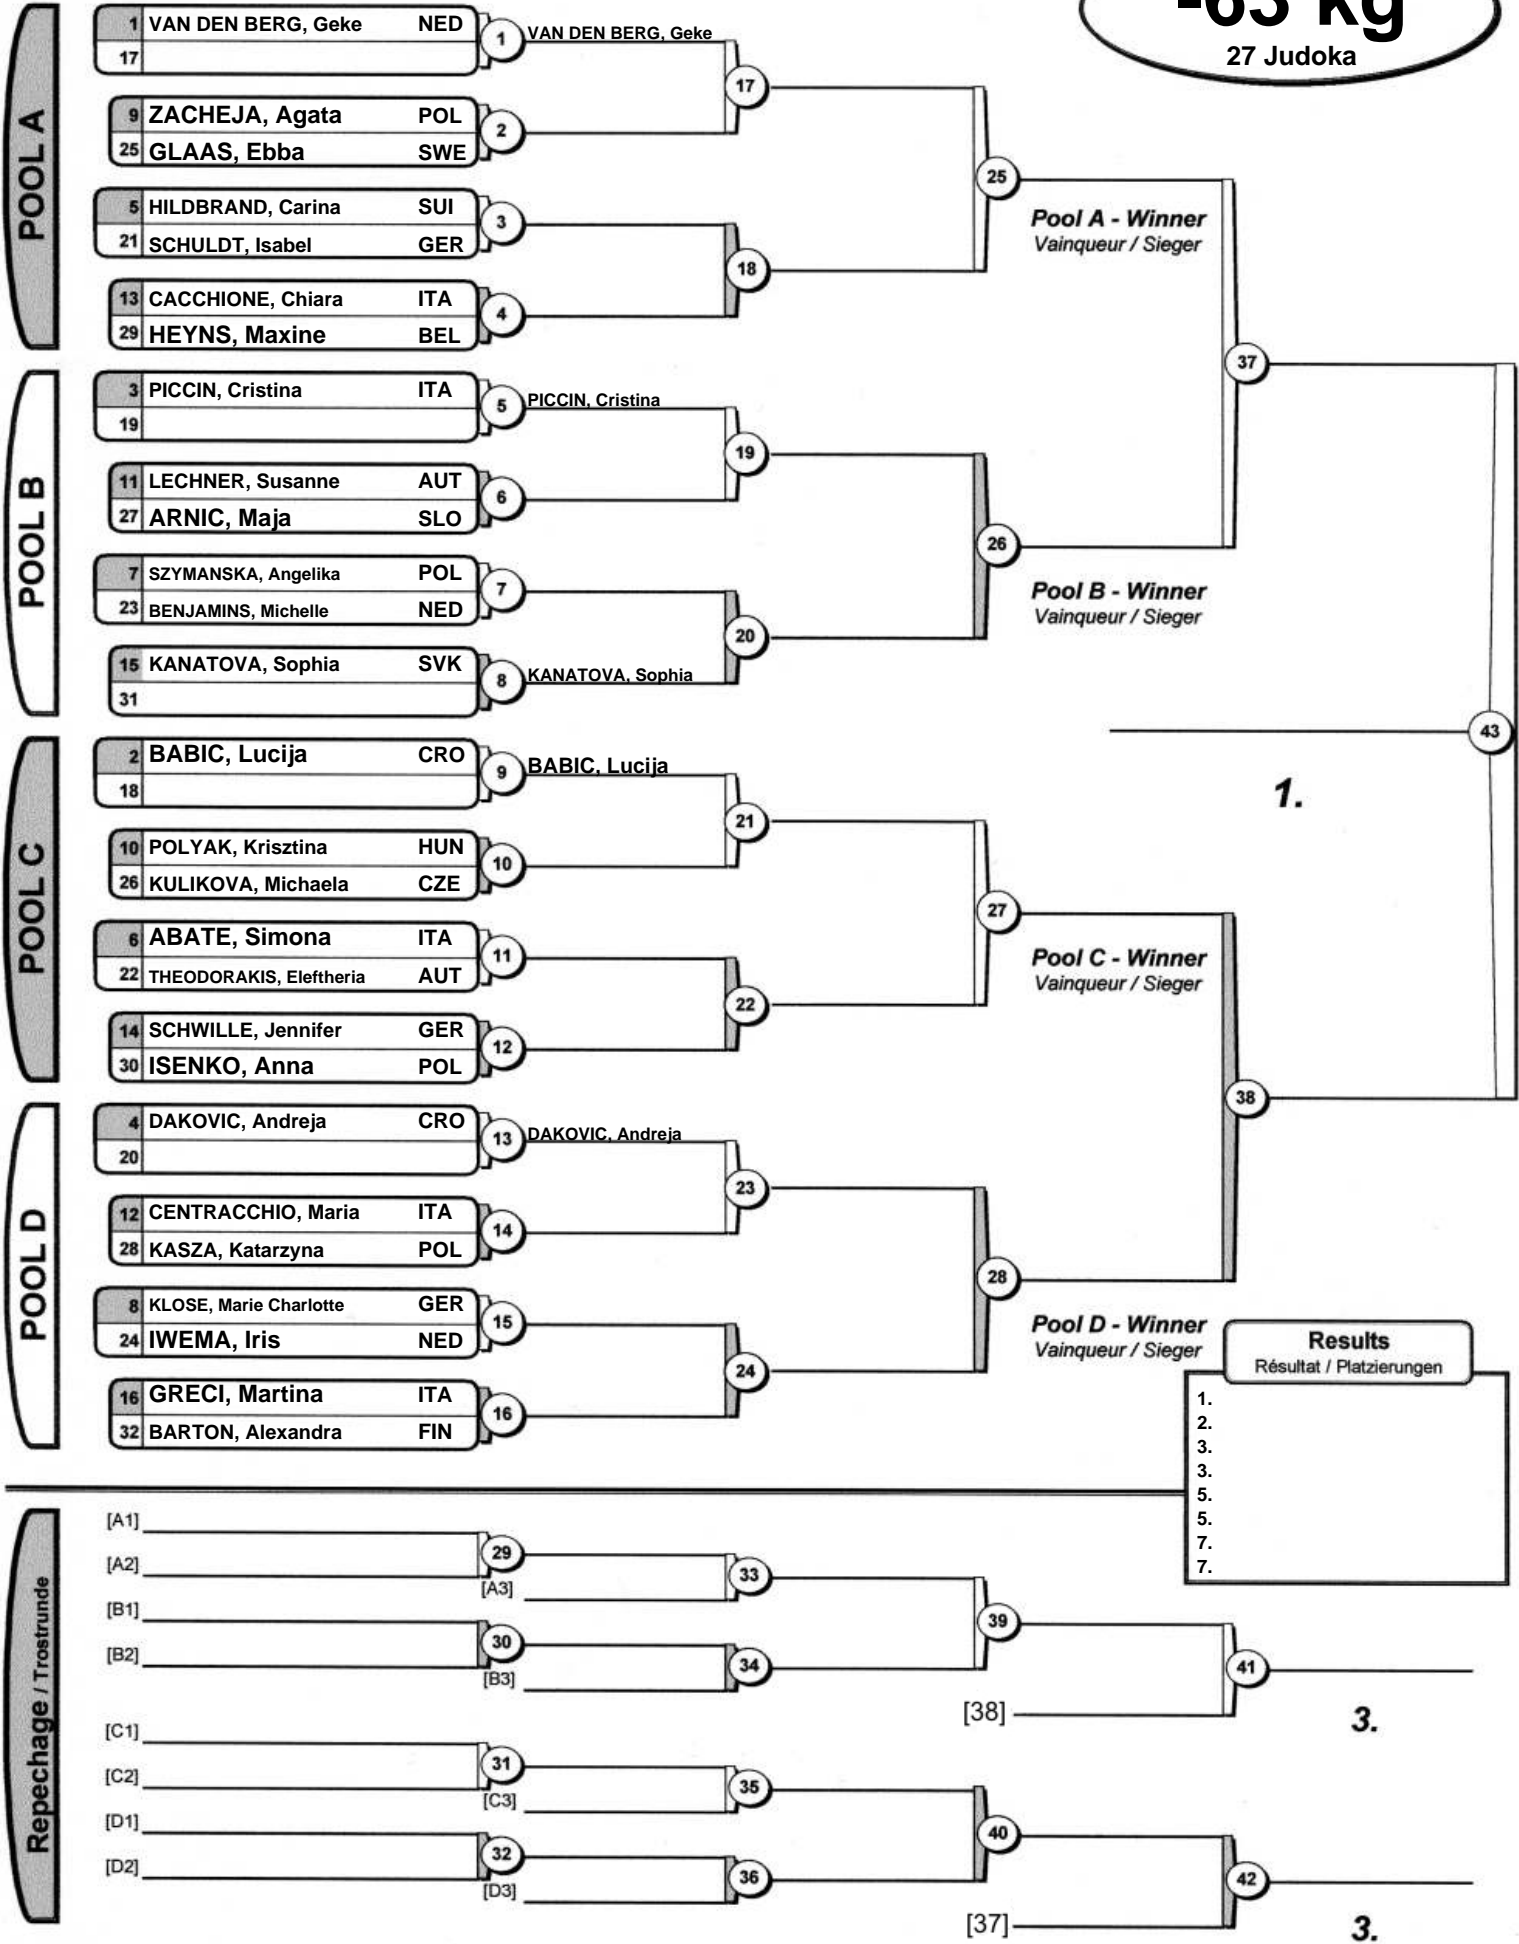 -63 kg
27 Judoka
POOL A
1 VAN DEN BERG, Geke NED
17
1 VAN DEN BERG, Geke
9 ZACHEJA, Agata POL
25 GLAAS, Ebba SWE
2
17
5 HILDBRAND, Carina SUI
21 SCHULDT, Isabel GER
3
13 CACCHIONE, Chiara ITA
29 HEYNS, Maxine BEL
4
18
25
Pool A - Winner
Vainqueur / Sieger
POOL B
3 PICCIN, Cristina ITA
19
5 PICCIN, Cristina
11 LECHNER, Susanne AUT
27 ARNIC, Maja SLO
6
19
7 SZYMANSKA, Angelika POL
23 BENJAMINS, Michelle NED
7
15 KANATOVA, Sophia SVK
31
8 KANATOVA, Sophia
20
26
Pool B - Winner
Vainqueur / Sieger
37
POOL C
2 BABIC, Lucija CRO
18
9 BABIC, Lucija
10 POLYAK, Krisztina HUN
26 KULIKOVA, Michaela CZE
10
21
6 ABATE, Simona ITA
22 THEODORAKIS, Eleftheria AUT
11
14 SCHWILLE, Jennifer GER
30 ISENKO, Anna POL
12
22
27
Pool C - Winner
Vainqueur / Sieger
43
1.
POOL D
4 DAKOVIC, Andreja CRO
20
13 DAKOVIC, Andreja
12 CENTRACCHIO, Maria ITA
28 KASZA, Katarzyna POL
14
23
8 KLOSE, Marie Charlotte GER
24 IWEMA, Iris NED
15
16 GRECI, Martina ITA
32 BARTON, Alexandra FIN
16
24
28
Pool D - Winner
Vainqueur / Sieger
38
Results
Résultat / Platzierungen
1.
2.
3.
3.
5.
5.
7.
7.
Repechage / Trostrunde
[A1]
[A2]
29
[A3]
33
[B1]
[B2]
30
[B3]
34
39
[38]
41
3.
[C1]
[C2]
31
[C3]
35
[D1]
[D2]
32
[D3]
36
40
[37]
42
3.